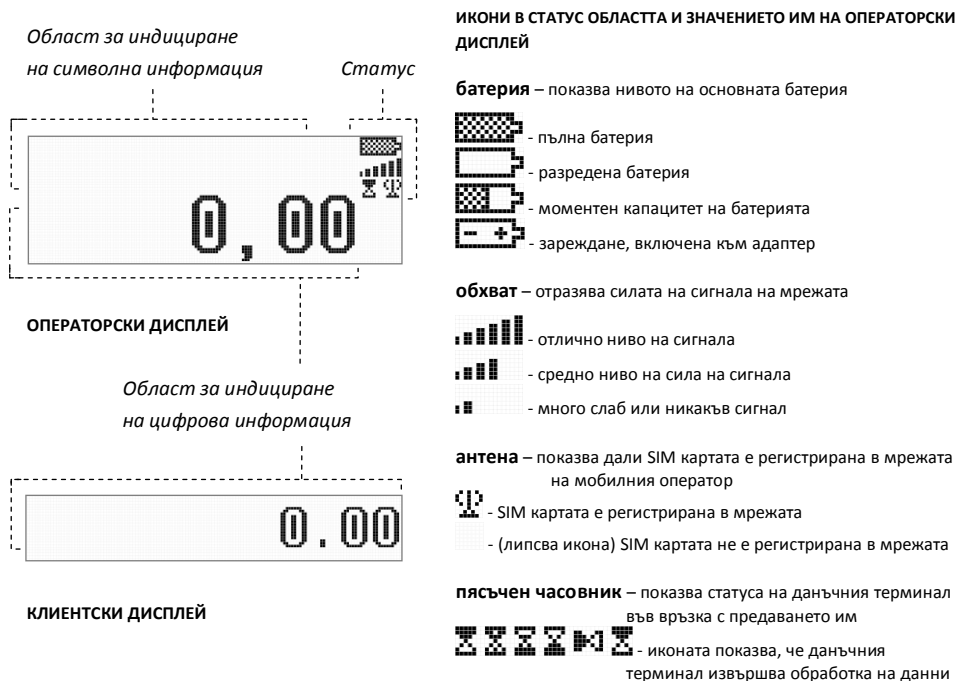 Област за индициране
на символна информация
Статус
0,00
ОПЕРАТОРСКИ ДИСПЛЕЙ
Област за индициране
на цифрова информация
0.00
КЛИЕНТСКИ ДИСПЛЕЙ
ИКОНИ В СТАТУС ОБЛАСТТА И ЗНАЧЕНИЕТО ИМ НА ОПЕРАТОРСКИ
ДИСПЛЕЙ
батерия – показва нивото на основната батерия
- пълна батерия
- разредена батерия
- моментен капацитет на батерията
- зареждане, включена към адаптер
обхват – отразява силата на сигнала на мрежата
- отлично ниво на сигнала
- средно ниво на сила на сигнала
- много слаб или никакъв сигнал
антена – показва дали SIM картата е регистрирана в мрежата
на мобилния оператор
- SIM картата е регистрирана в мрежата
- (липсва икона) SIM картата не е регистрирана в мрежата
пясъчен часовник – показва статуса на данъчния терминал
във връзка с предаването им
- иконата показва, че данъчния
терминал извършва обработка на данни